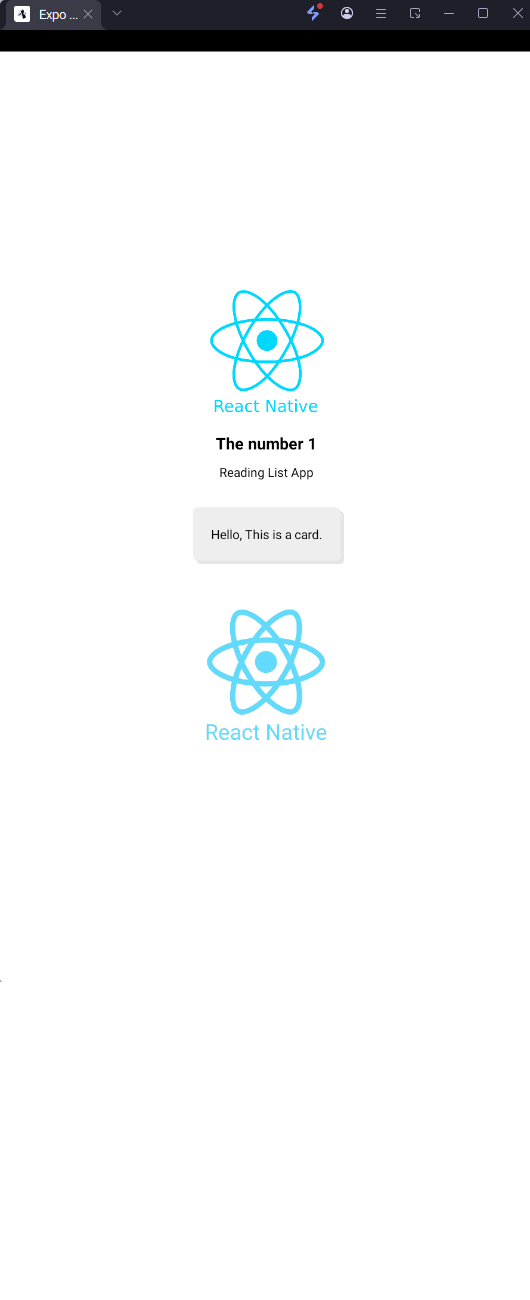 Expo ...
React Native
The number 1
Reading List App
Hello, This is a card.
React Native